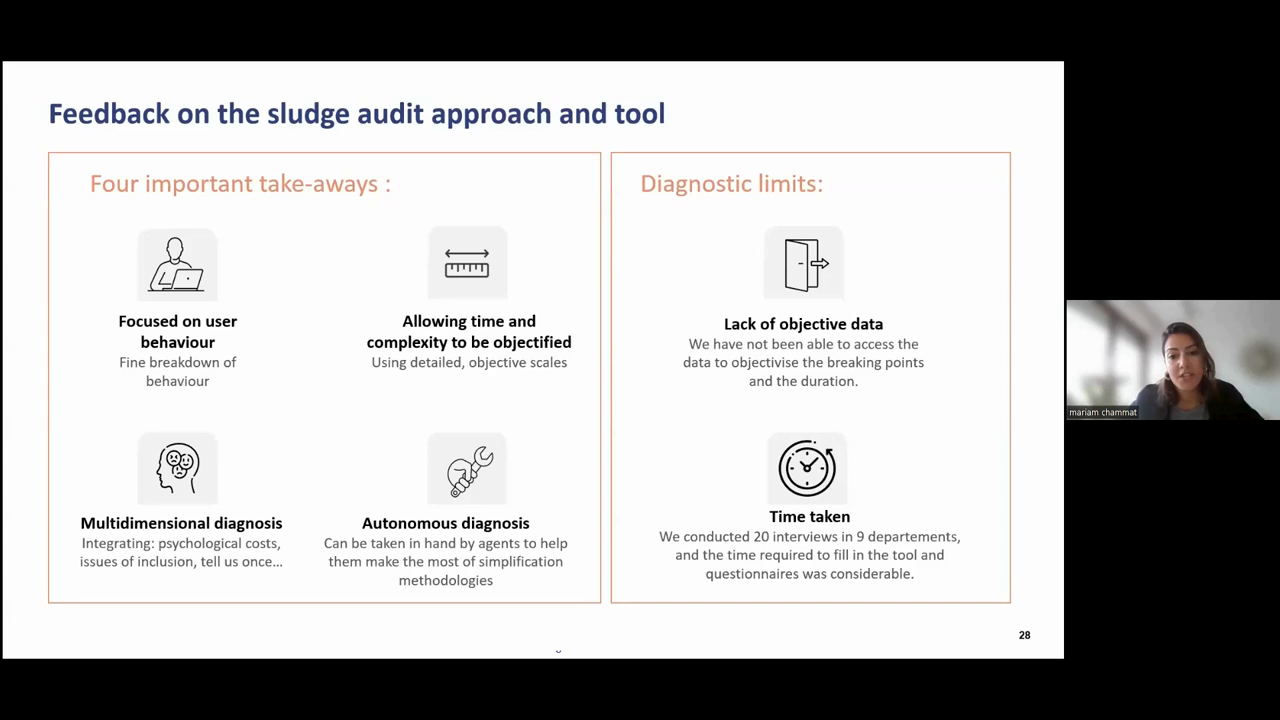 Feedback on the sludge audit approach and tool
Four important take-aways :
Focused on user
behaviour
Fine breakdown of
behaviour
Allowing time and
complexity to be objectified
Using detailed, objective scales
Multidimensional diagnosis
Integrating: psychological costs,
issues of inclusion, tell us once...
Autonomous diagnosis
Can be taken in hand by agents to help
them make the most of simplification
methodologies
Diagnostic limits:
Lack of objective data
We have not been able to access the
data to objectivise the breaking points
and the duration.
Time taken
We conducted 20 interviews in 9 departements,
and the time required to fill in the tool and
questionnaires was considerable.
28
mariam chammat